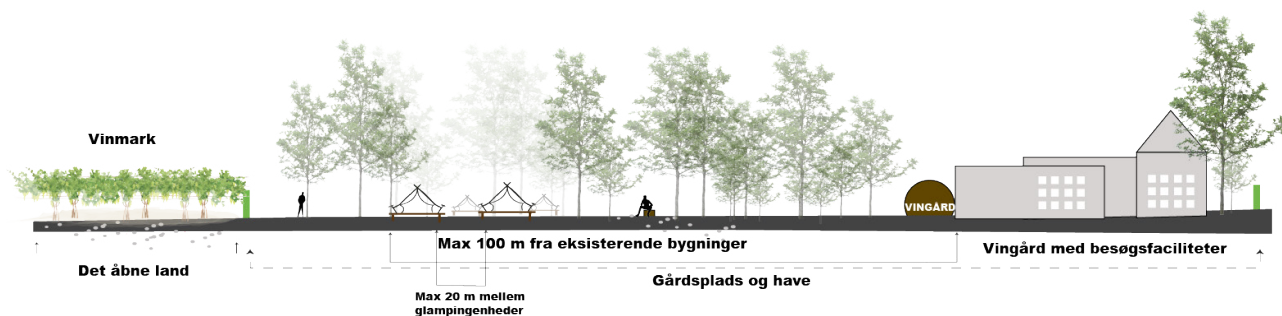 Vinmark
VINGÅRD
Max 100 m fra eksisterende bygninger
Vingård med besøgsfaciliteter
Det åbne land
Gårdsplads og have
Max 20 m mellem
glampingenheder